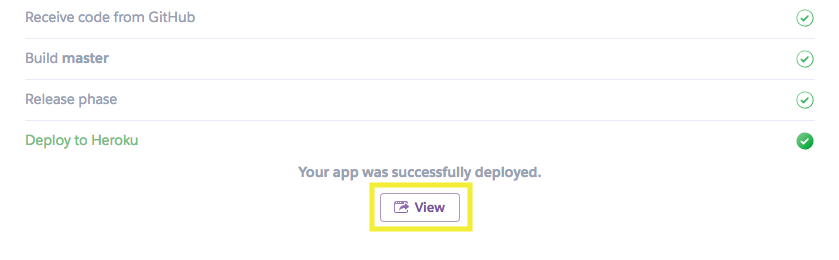 Receive code from GitHub
Build master
Release phase
Deploy to Heroku
Your app was successfully deployed.
View